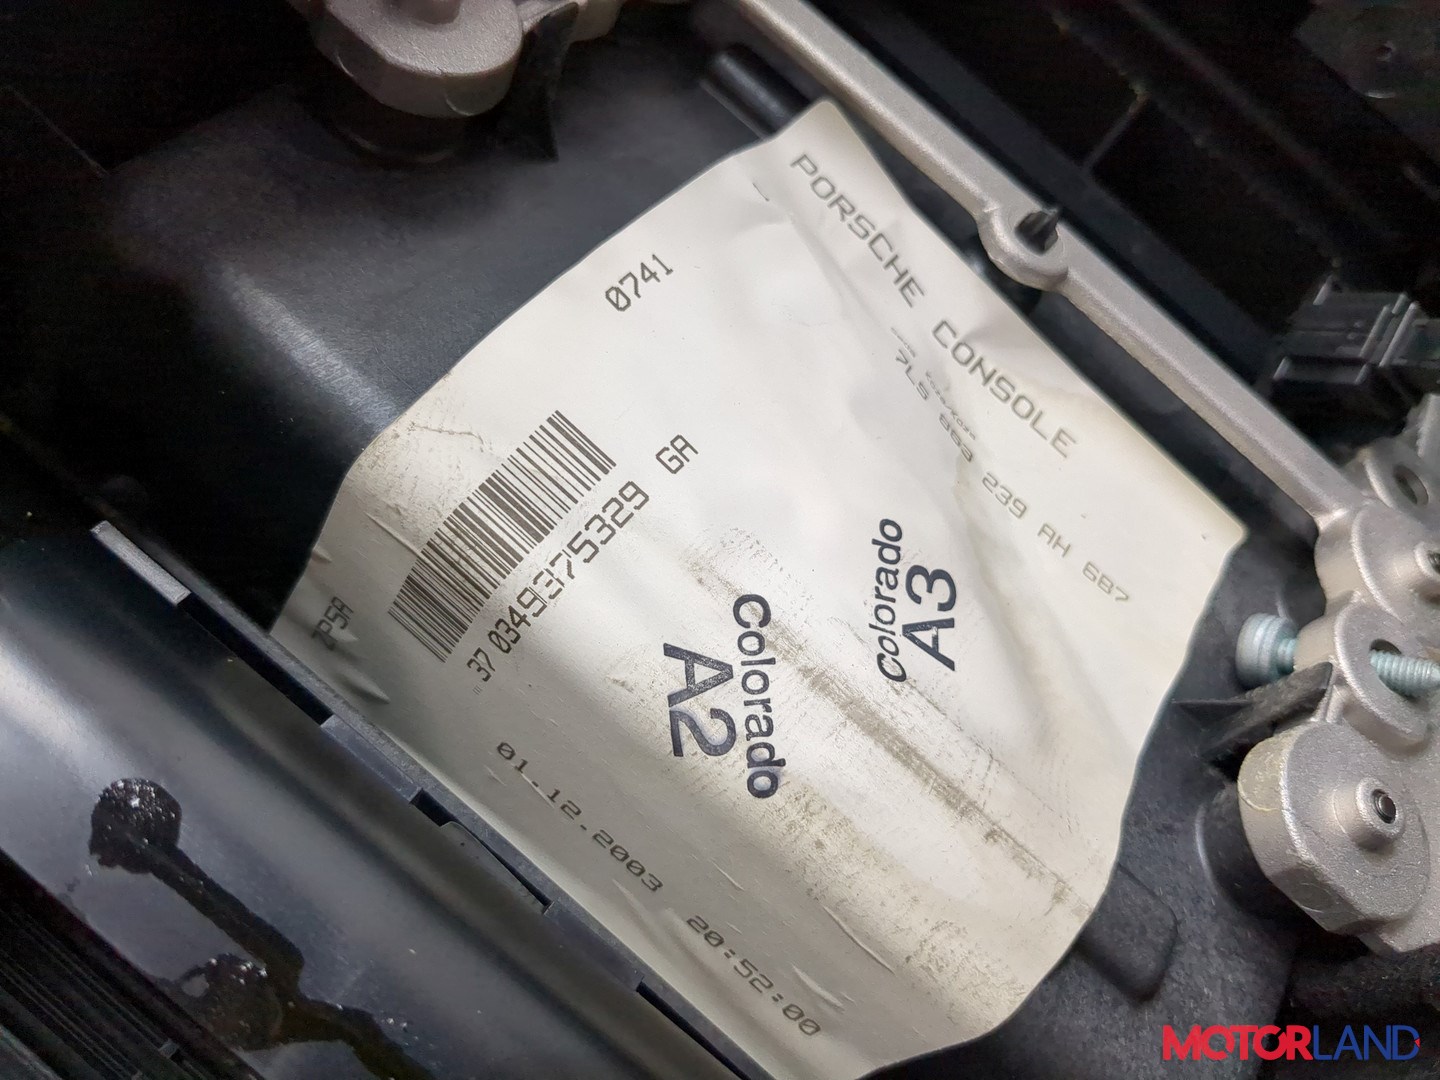 PORSCHE CONSOLE
7L5 863 239 AH 6B7
0741
GA
37 0349375329
ZP5A
Colorado
A3
Colorado
A2
01.12.2003 20:52:00
MOTORLAND